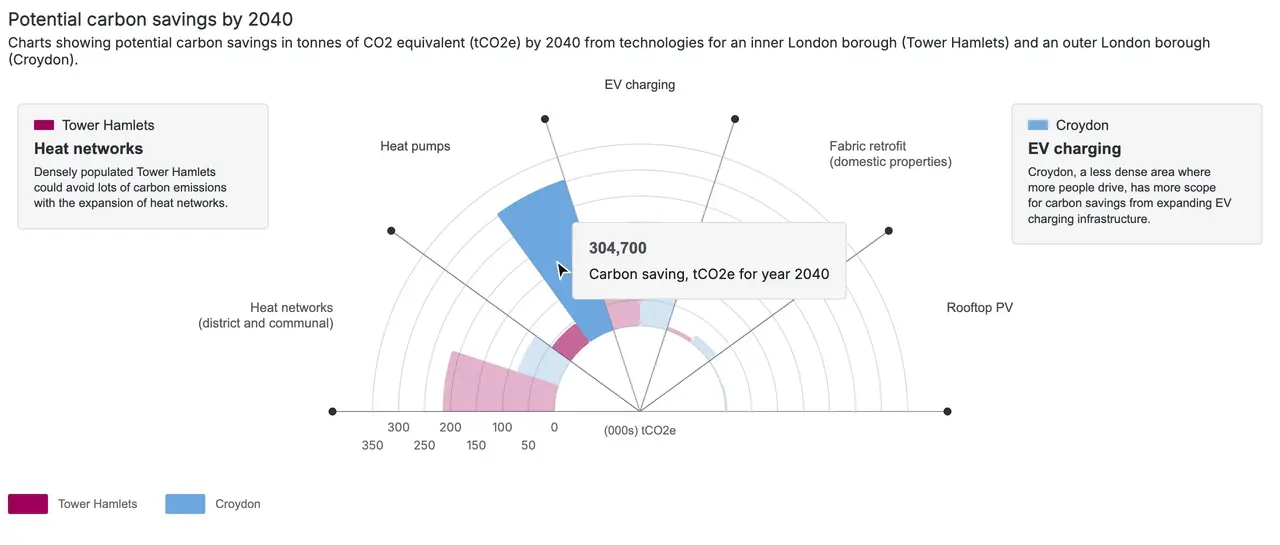 Potential carbon savings by 2040
Charts showing potential carbon savings in tonnes of CO2 equivalent (tCO2e) by 2040 from technologies for an inner London borough (Tower Hamlets) and an outer London borough
(Croydon).
EV charging
Tower Hamlets
Heat networks
Densely populated Tower Hamlets
could avoid lots of carbon emissions
with the expansion of heat networks.
Heat pumps
Fabric retrofit
(domestic properties)
Croydon
EV charging
Croydon, a less dense area where
more people drive, has more scope
for carbon savings from expanding EV
charging infrastructure.
304,700
Carbon saving, tCO2e for year 2040
Heat networks
(district and communal)
Rooftop PV
300 200 100 0
(000s) tCO2e
350 250 150 50
Tower Hamlets
Croydon